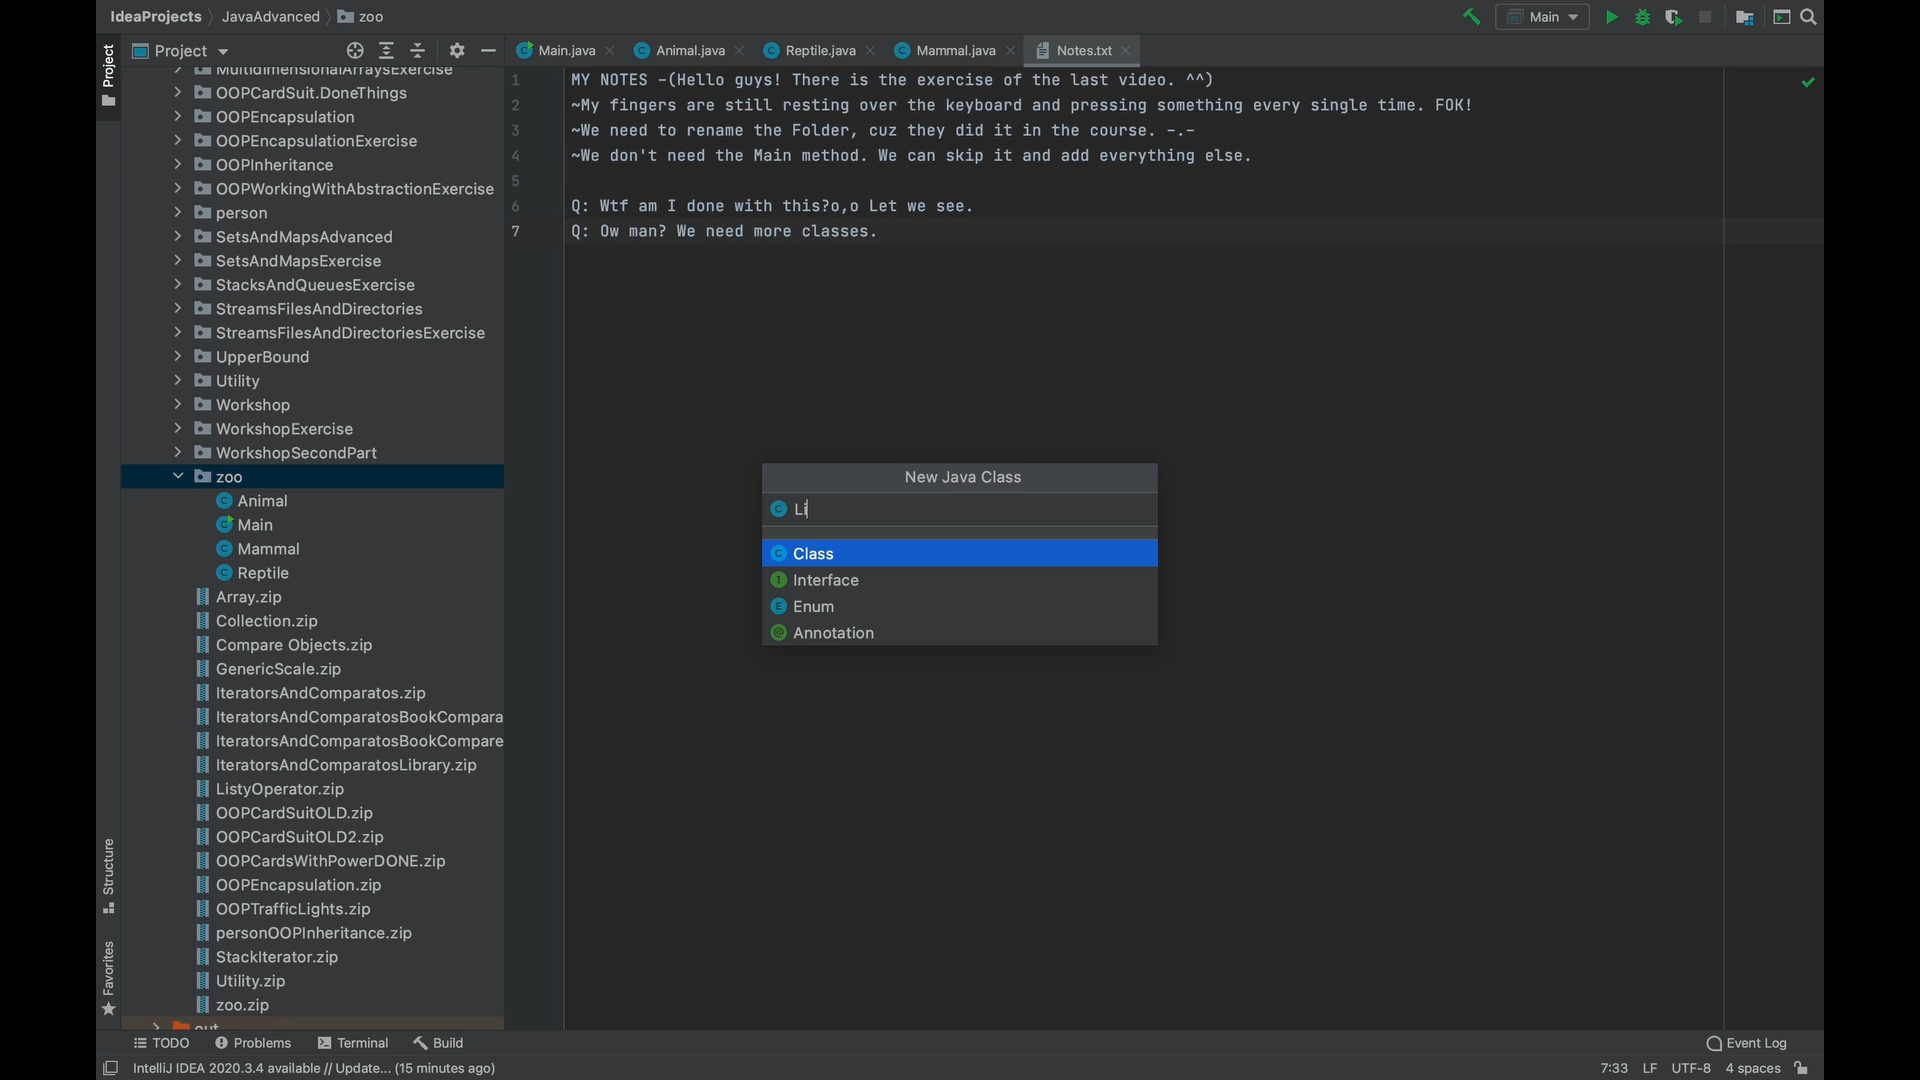 IdeaProjects JavaAdvanced zoo
Main
Project
Project
Main.java Animal.java Reptile.java Mammal.java Notes.txt
MultidimensionalArraysExercise
OOPCardSuit.DoneThings
OOPEncapsulation
OOPEncapsulationExercise
OOPInheritance
OOPWorkingWithAbstractionExercise
person
SetsAndMapsAdvanced
SetsAndMapsExercise
StacksAndQueuesExercise
StreamsFilesAndDirectories
StreamsFilesAndDirectoriesExercise
UpperBound
Utility
Workshop
WorkshopExercise
WorkshopSecondPart
zoo
Animal
Main
Mammal
Reptile
Array.zip
Collection.zip
Compare Objects.zip
GenericScale.zip
IteratorsAndComparatos.zip
IteratorsAndComparatosBookCompara
IteratorsAndComparatosBookCompare
IteratorsAndComparatosLibrary.zip
ListyOperator.zip
OOPCardSuitOLD.zip
OOPCardSuitOLD2.zip
OOPCardsWithPowerDONE.zip
OOPEncapsulation.zip
OOPTrafficLights.zip
personOOPInheritance.zip
StackIterator.zip
Utility.zip
zoo.zip
out
Structure
Favorites
1 MY NOTES -(Hello guys! There is the exercise of the last video. ^^)
2 ~My fingers are still resting over the keyboard and pressing something every single time. FOK!
3 ~We need to rename the Folder, cuz they did it in the course. -.-
4 ~We don't need the Main method. We can skip it and add everything else.
5
6 Q: Wtf am I done with this?o,o Let we see.
7 Q: Ow man? We need more classes.
New Java Class
Li
Class
Interface
Enum
Annotation
TODO Problems Terminal Build Event Log
IntelliJ IDEA 2020.3.4 available // Update... (15 minutes ago) 7:33 LF UTF-8 4 spaces